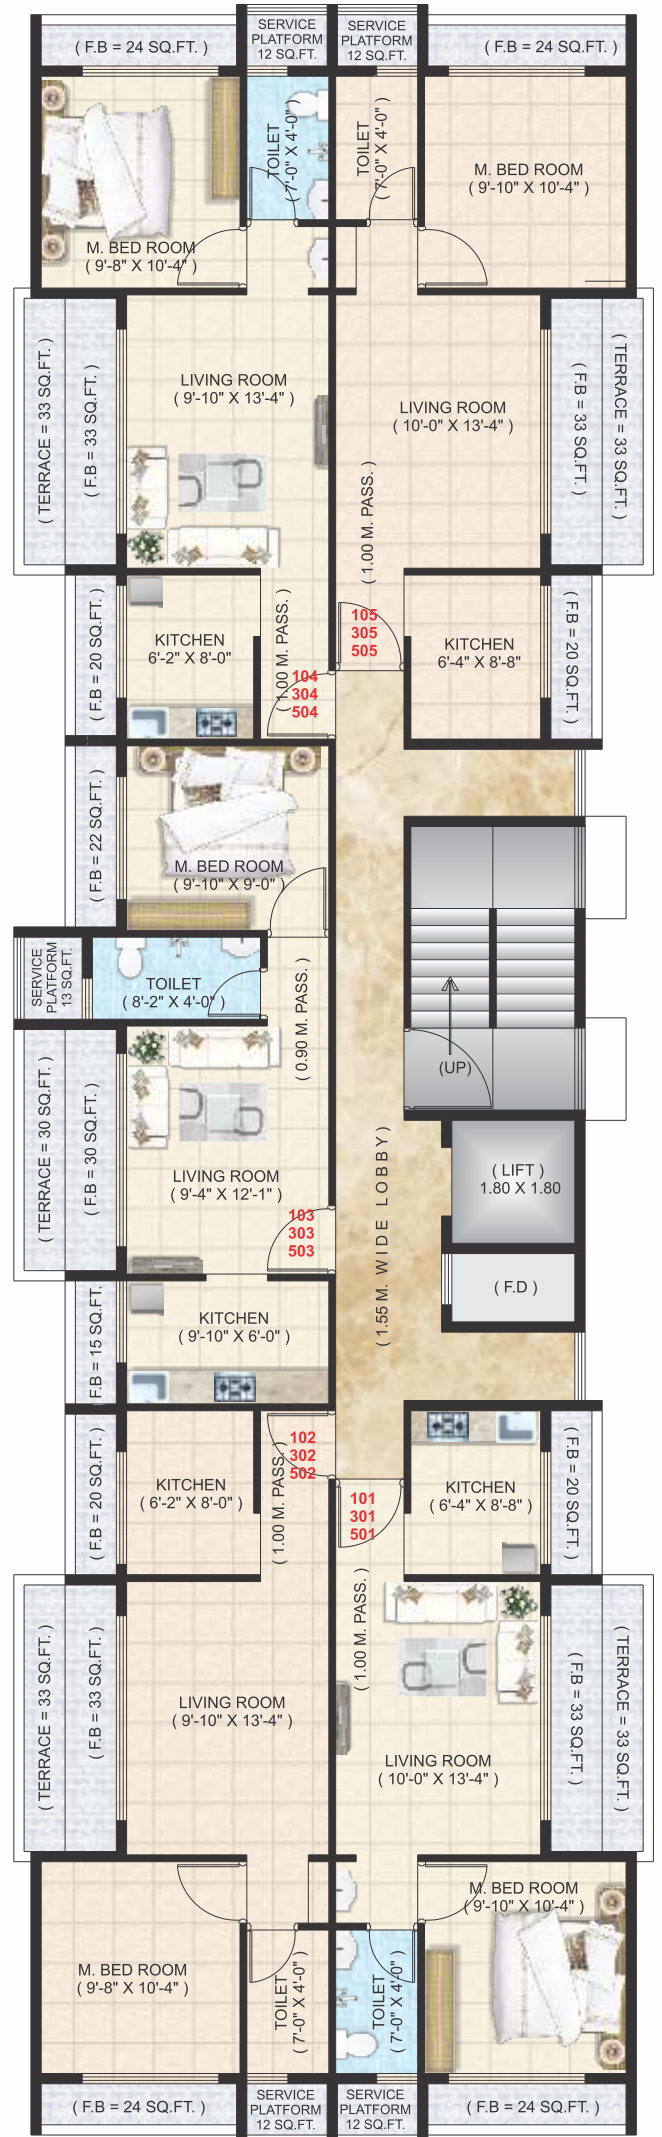 ( F.B = 24 SQ.FT. )
SERVICE
PLATFORM
12 SQ.FT.
SERVICE
PLATFORM
12 SQ.FT.
( F.B = 24 SQ.FT. )
TOILET
( 7'-0" X 4'-0")
TOILET
( 7'-0" X 4'-0")
M. BED ROOM
( 9'-10" X 10'-4" )
M. BED ROOM
( 9'-8" X 10'-4" )
( TERRACE = 33 SQ.FT. )
( F.B = 33 SQ.FT. )
LIVING ROOM
( 9'-10" X 13'-4" )
LIVING ROOM
( 10'-0" X 13'-4" )
( F.B = 33 SQ.FT. )
( TERRACE = 33 SQ.FT. )
( 1.00 M. PASS. )
( F.B = 20 SQ.FT. )
KITCHEN
6'-2" X 8'-0"
( 1.00 M. PASS. )
104
304
504
105
305
505
KITCHEN
6'-4" X 8'-8"
( F.B = 20 SQ.FT. )
( F.B = 22 SQ.FT. )
M. BED ROOM
( 9'-10" X 9'-0" )
SERVICE
PLATFORM
13 SQ.FT.
TOILET
( 8'-2" X 4'-0" )
( 0.90 M. PASS. )
(UP)
( TERRACE = 30 SQ.FT. )
( F.B = 30 SQ.FT. )
LIVING ROOM
( 9'-4" X 12'-1" )
103
303
503
( 1.55 M. WIDE LOBBY )
( LIFT )
1.80 X 1.80
( F.D )
( F.B = 15 SQ.FT.
KITCHEN
( 9'-10" X 6'-0" )
( F.B = 20 SQ.FT. )
KITCHEN
( 6'-2" X 8'-0" )
( 1.00 M. PASS. )
102
302
502
101
301
501
KITCHEN
( 6'-4" X 8'-8" )
( F.B = 20 SQ.FT. )
( TERRACE = 33 SQ.FT. )
( F.B = 33 SQ.FT. )
LIVING ROOM
( 9'-10" X 13'-4" )
( 1.00 M. PASS. )
LIVING ROOM
( 10'-0" X 13'-4" )
( F.B = 33 SQ.FT. )
( TERRACE = 33 SQ.FT. )
M. BED ROOM
( 9'-8" X 10'-4" )
TOILET
( 7'-0" X 4'-0" )
TOILET
( 7'-0" X 4'-0" )
M. BED ROOM
( 9'-10" X 10'-4" )
( F.B = 24 SQ.FT. )
SERVICE
PLATFORM
12 SQ.FT.
SERVICE
PLATFORM
12 SQ.FT.
( F.B = 24 SQ.FT. )